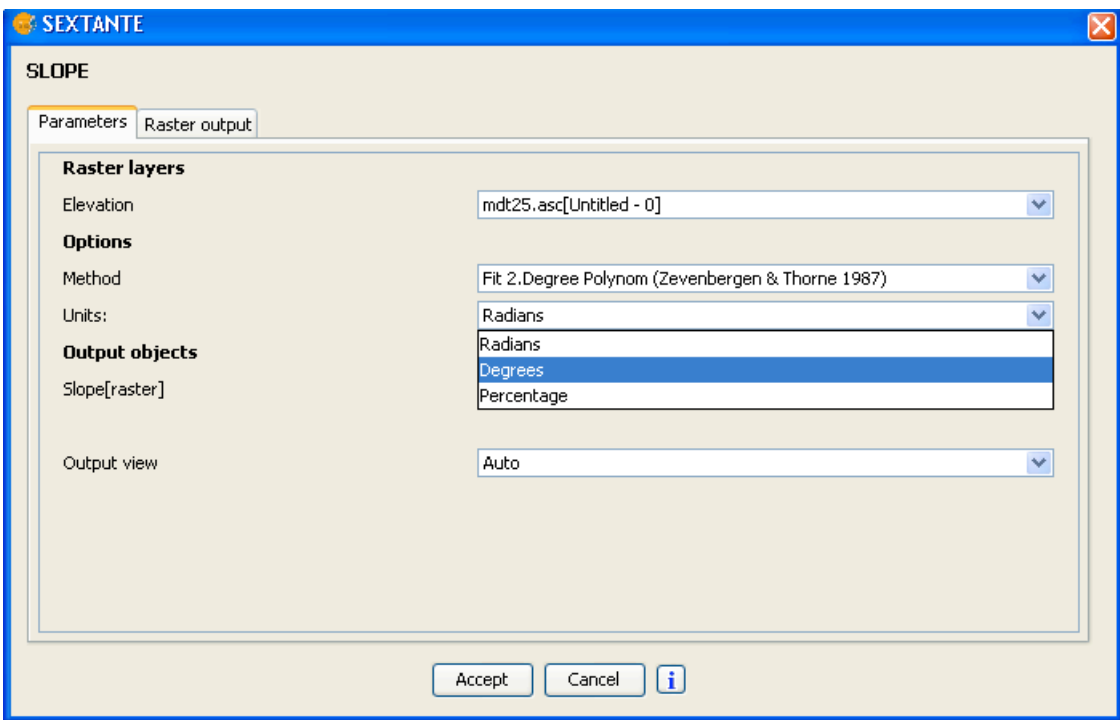 SEXTANTE
SLOPE
Parameters
Raster output
Raster layers
Elevation
mdt25.asc[Untitled - 0]
Options
Method
Fit 2.Degree Polynom (Zevenbergen & Thorne 1987)
Units:
Radians
Radians
Degrees
Percentage
Output objects
Slope[raster]
Output view
Auto
Accept
Cancel
i